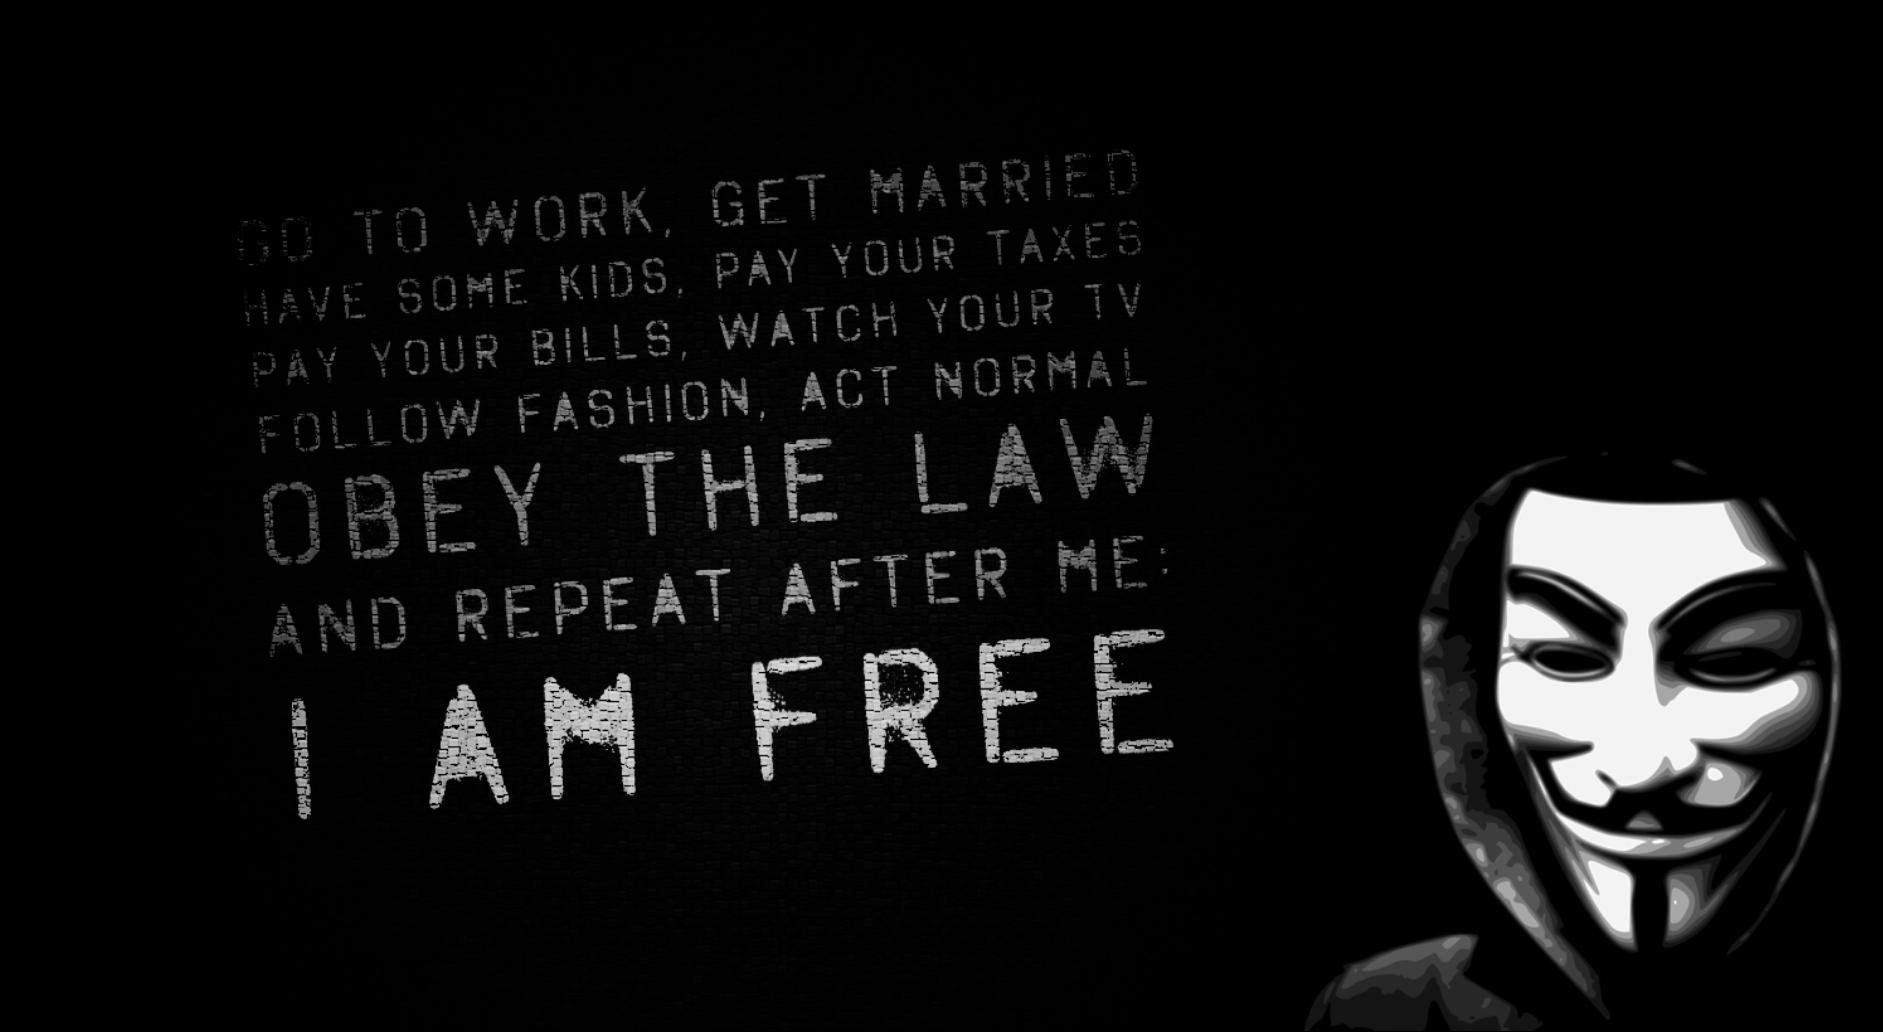 GO TO WORK, GET MARRIED
HAVE SOME KIDS, PAY YOUR TAXES
PAY YOUR BILLS, WATCH YOUR TV
FOLLOW FASHION, ACT NORMAL
OBEY THE LAW
AND REPEAT AFTER ME:
I AM FREE